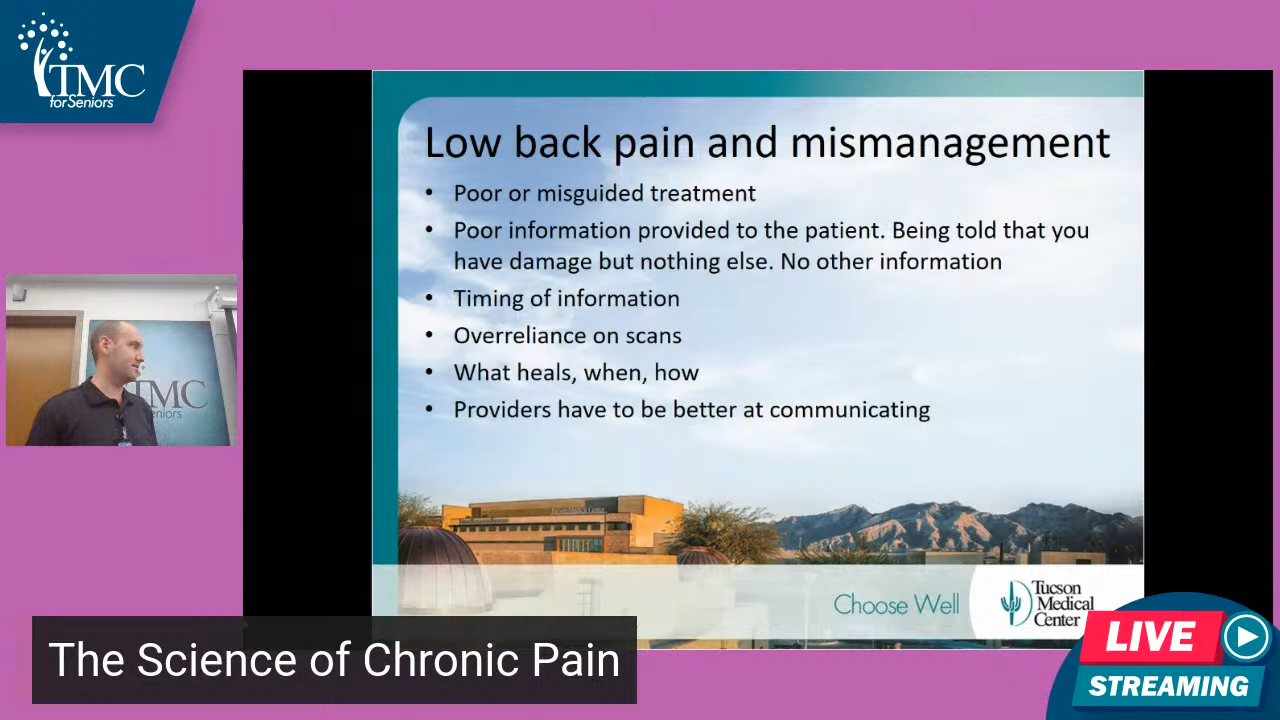 TMC
for Seniors
Low back pain and mismanagement
• Poor or misguided treatment
• Poor information provided to the patient. Being told that you
have damage but nothing else. No other information
• Timing of information
• Overreliance on scans
• What heals, when, how
• Providers have to be better at communicating
TMC
Seniors
Choose Well
Tucson
Medical
Center
The Science of Chronic Pain
LIVE
STREAMING